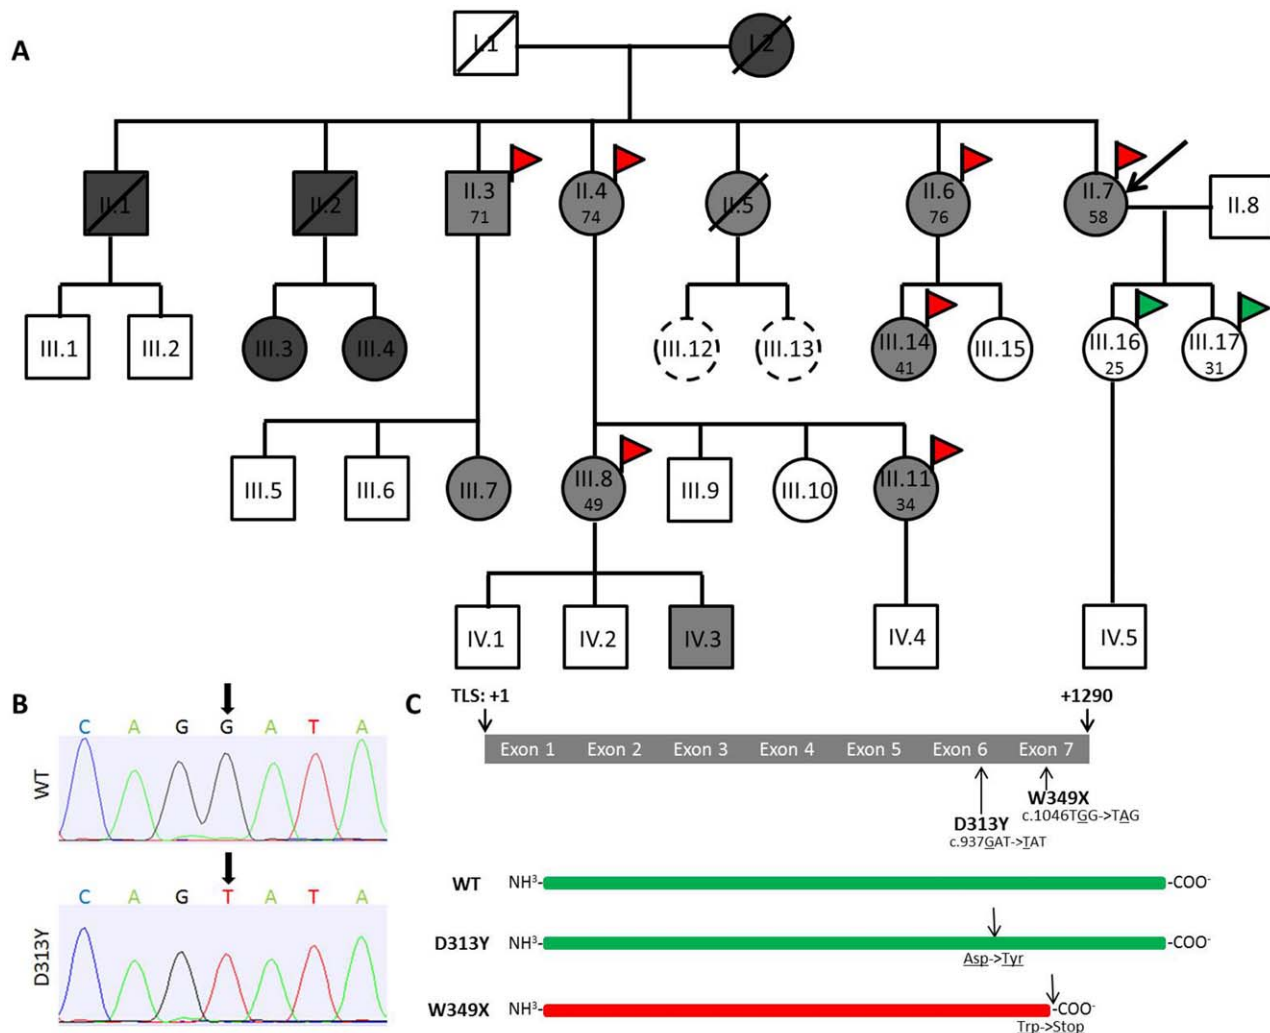 A
I.1
I.2
II.1
II.2
II.3
71
II.4
74
II.5
II.6
76
II.7
58
II.8
III.1
III.2
III.3
III.4
III.12
III.13
III.14
41
III.15
III.16
25
III.17
31
III.5
III.6
III.7
III.8
49
III.9
III.10
III.11
34
IV.1
IV.2
IV.3
IV.4
IV.5
B
C A G G A T A
WT
C A G T A T A
D313Y
C
TLS: +1
+1290
Exon 1 Exon 2 Exon 3 Exon 4 Exon 5 Exon 6 Exon 7
W349X
c.1046TGG->TAG
D313Y
c.937GAT->TAT
WT NH³- -COO⁻
D313Y NH³- -COO⁻
Asp->Tyr
W349X NH³- -COO⁻
Trp->Stop